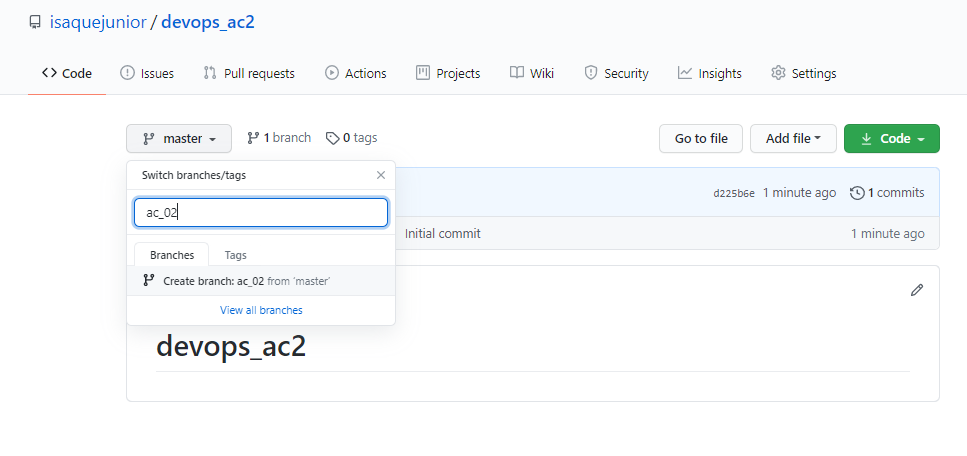 isaquejunior / devops_ac2
Code Issues Pull requests Actions Projects Wiki Security Insights Settings
master 1 branch 0 tags Go to file Add file Code
Switch branches/tags
d225b6e 1 minute ago 1 commits
ac_02
Initial commit 1 minute ago
Branches Tags
Create branch: ac_02 from 'master'
View all branches
devops_ac2